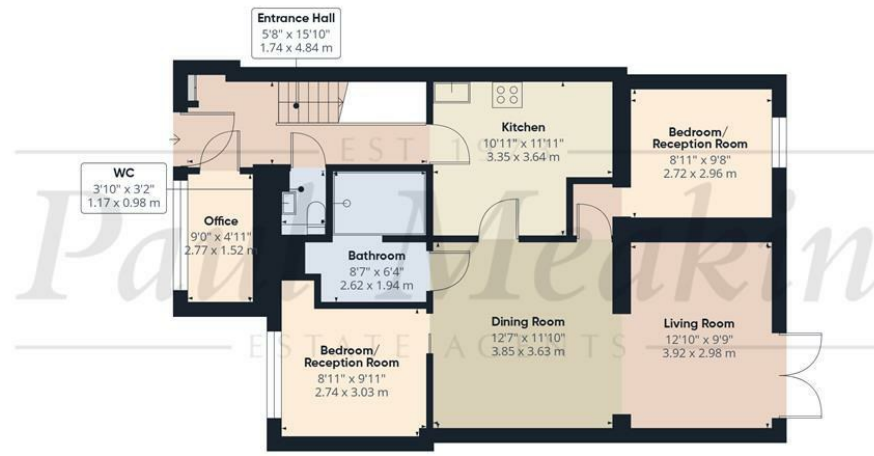 Entrance Hall
5'8" x 15'10"
1.74 x 4.84 m
Kitchen
10'11" x 11'11"
3.35 x 3.64 m
Bedroom/
Reception Room
8'11" x 9'8"
2.72 x 2.96 m
WC
3'10" x 3'2"
1.17 x 0.98 m
Office
9'0" x 4'11"
2.77 x 1.52 m
Bathroom
8'7" x 6'4"
2.62 x 1.94 m
Dining Room
12'7" x 11'10"
3.85 x 3.63 m
Living Room
12'10" x 9'9"
3.92 x 2.98 m
Bedroom/
Reception Room
8'11" x 9'11"
2.74 x 3.03 m
Paul Meakin
ESTATE AGENTS